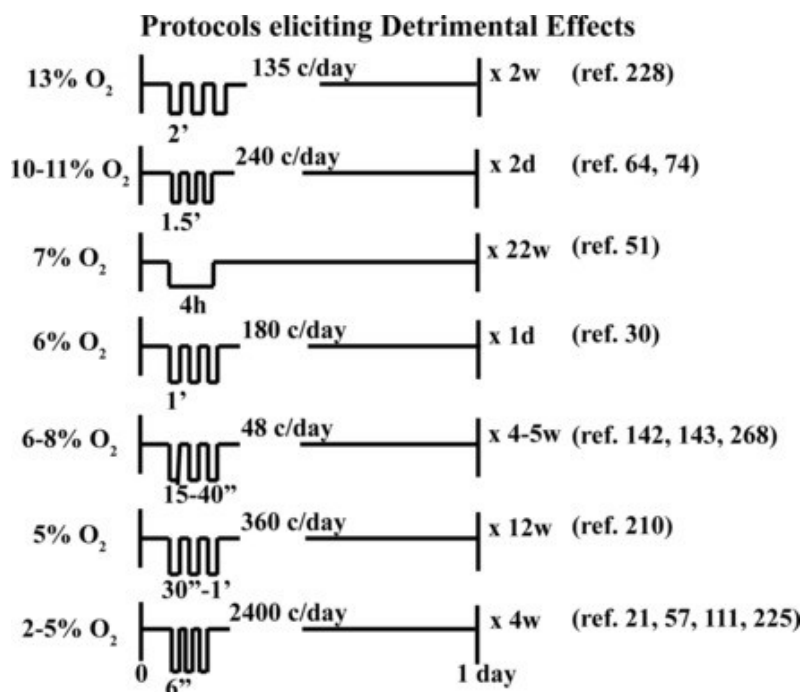 Protocols eliciting Detrimental Effects
13% O₂ 135 c/day x 2w (ref. 228)
2’
10-11% O₂ 240 c/day x 2d (ref. 64, 74)
1.5’
7% O₂ x 22w (ref. 51)
4h
6% O₂ 180 c/day x 1d (ref. 30)
1’
6-8% O₂ 48 c/day x 4-5w (ref. 142, 143, 268)
15-40”
5% O₂ 360 c/day x 12w (ref. 210)
30”-1’
2-5% O₂ 2400 c/day x 4w (ref. 21, 57, 111, 225)
0 6” 1 day